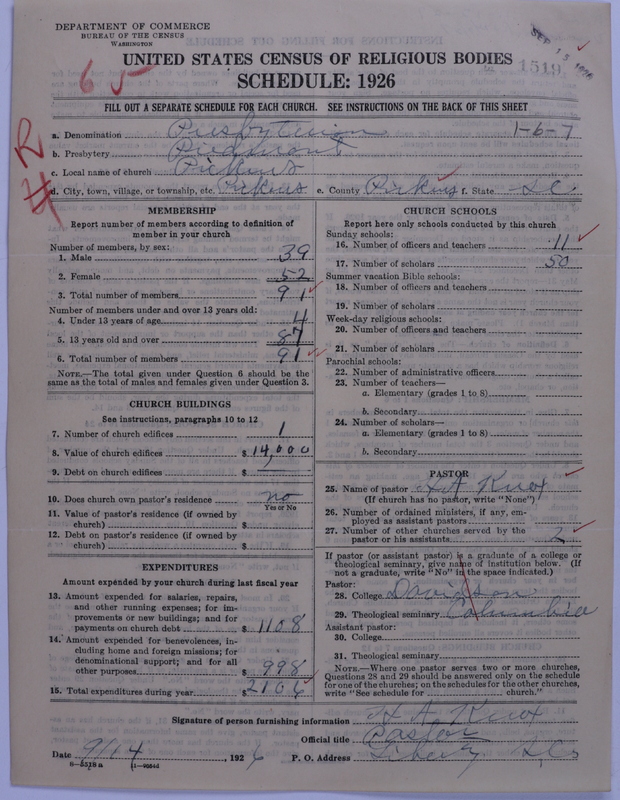 DEPARTMENT OF COMMERCE
BUREAU OF THE CENSUS
WASHINGTON
SEP 15 1926
1519
UNITED STATES CENSUS OF RELIGIOUS BODIES
SCHEDULE: 1926
65
FILL OUT A SEPARATE SCHEDULE FOR EACH CHURCH. SEE INSTRUCTIONS ON THE BACK OF THIS SHEET
R
#
a. Denomination Presbyterian 1-6-7
b. Presbytery Piedmont
c. Local name of church Pickens
d. City, town, village, or township, etc. Pickens e. County Pickens f. State S.C.
MEMBERSHIP
Report number of members according to definition of
member in your church
Number of members, by sex:
1. Male 39
2. Female 52
3. Total number of members 91
Number of members under and over 13 years old:
4. Under 13 years of age 4
5. 13 years old and over 87
6. Total number of members 91
NOTE.—The total given under Question 6 should be the
same as the total of males and females given under Question 3.
CHURCH BUILDINGS
See instructions, paragraphs 10 to 12
7. Number of church edifices 1
8. Value of church edifices $ 14,000
9. Debt on church edifices $ —
10. Does church own pastor's residence no
Yes or No
11. Value of pastor's residence (if owned by
church) $
12. Debt on pastor's residence (if owned by
church) $
EXPENDITURES
Amount expended by your church during last fiscal year
13. Amount expended for salaries, repairs,
and other running expenses; for im-
provements or new buildings; and for
payments on church debt $ 1108
14. Amount expended for benevolences, in-
cluding home and foreign missions; for
denominational support; and for all
other purposes $ 998
15. Total expenditures during year $ 2106
CHURCH SCHOOLS
Report here only schools conducted by this church
Sunday schools:
16. Number of officers and teachers 11
17. Number of scholars 50
Summer vacation Bible schools:
18. Number of officers and teachers
19. Number of scholars
Week-day religious schools:
20. Number of officers and teachers
21. Number of scholars
Parochial schools:
22. Number of administrative officers
23. Number of teachers—
a. Elementary (grades 1 to 8)
b. Secondary
24. Number of scholars—
a. Elementary (grades 1 to 8)
b. Secondary
PASTOR
25. Name of pastor H A Knox
(If church has no pastor, write "None")
26. Number of ordained ministers, if any, em-
ployed as assistant pastors
27. Number of other churches served by the
pastor or his assistants 2
If pastor (or assistant pastor) is a graduate of a college or
theological seminary, give name of institution below. (If
not a graduate, write "No" in the space indicated.)
Pastor:
28. College Davidson
29. Theological seminary Columbia
Assistant pastor:
30. College
31. Theological seminary
NOTE.—Where one pastor serves two or more churches,
Questions 28 and 29 should be answered only on the schedule
for one of the churches; on the schedules for the other churches,
write "See schedule for church."
Signature of person furnishing information H A Knox
Official title Pastor
Date 9/14, 1926 P. O. Address Liberty S.C.
8-5518a